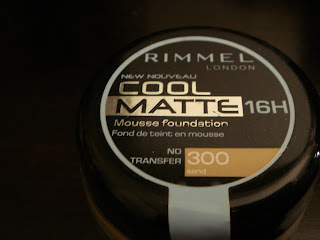 RIMMEL
LONDON
NEW NOUVEAU
COOL
MATTE 16H
Mousse foundation
Fond de teint en mousse
NO
TRANSFER
300
sand